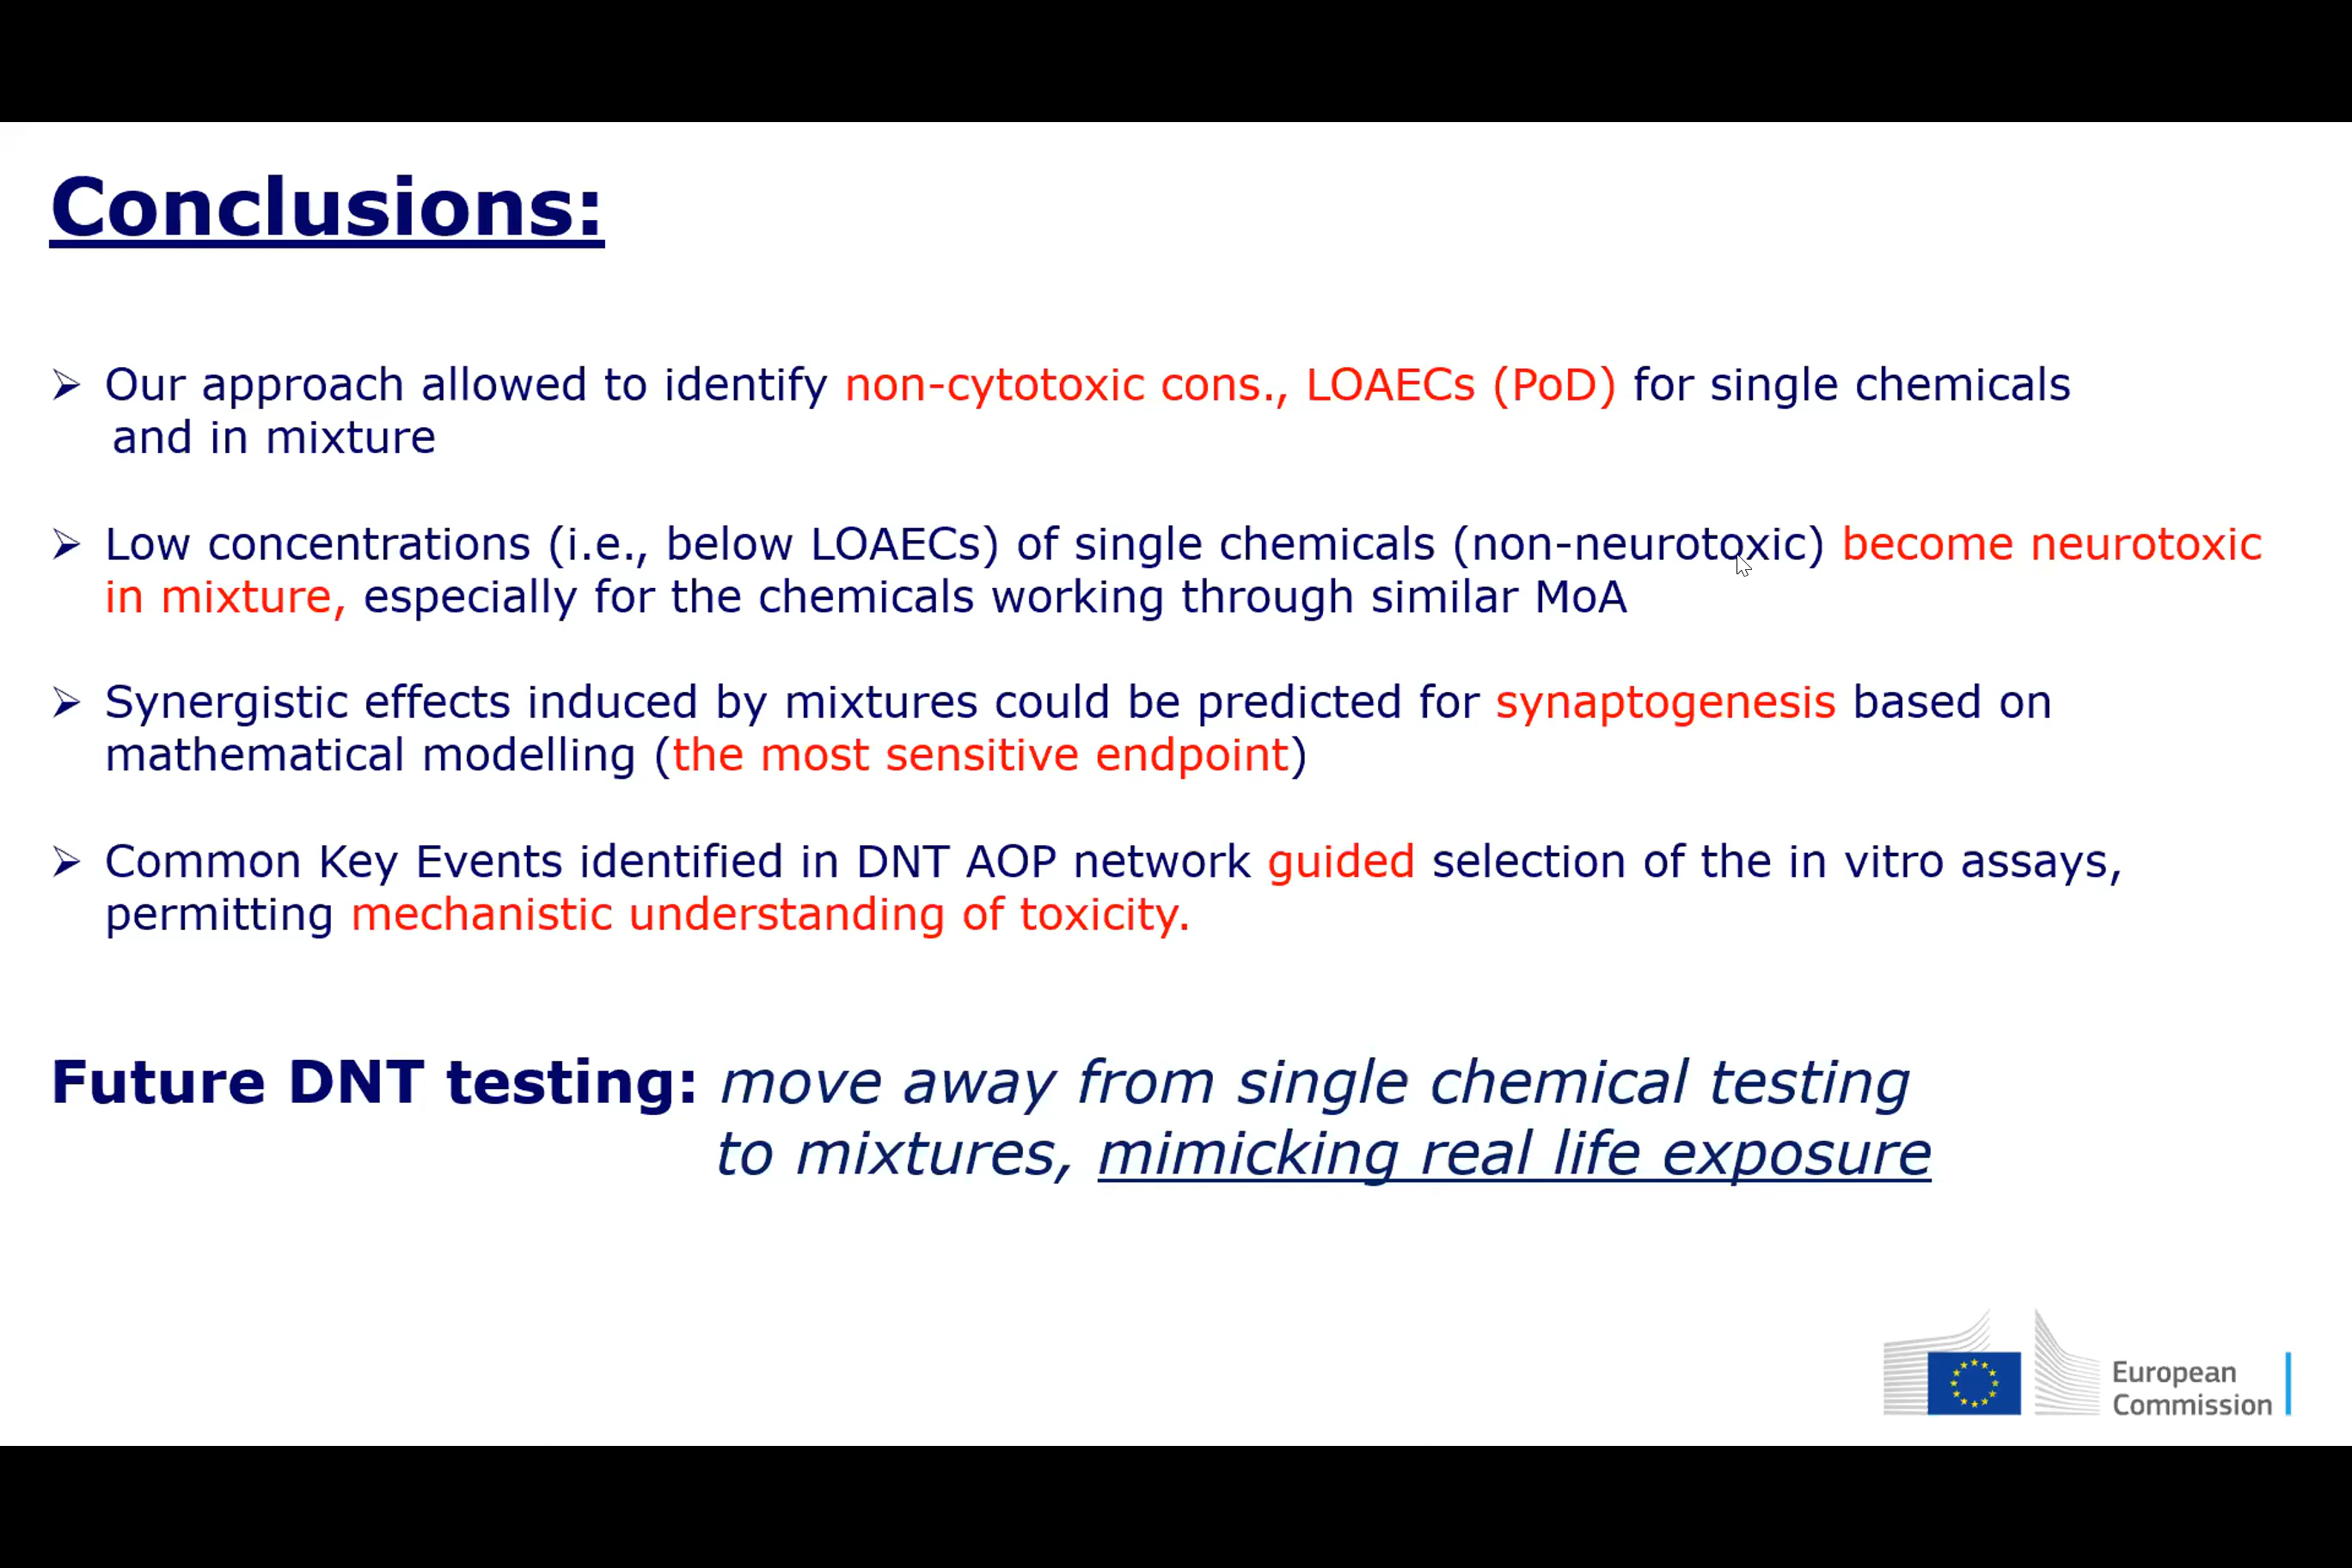 Conclusions:
Our approach allowed to identify non-cytotoxic cons., LOAECs (PoD) for single chemicals
and in mixture
Low concentrations (i.e., below LOAECs) of single chemicals (non-neurotoxic) become neurotoxic
in mixture, especially for the chemicals working through similar MoA
Synergistic effects induced by mixtures could be predicted for synaptogenesis based on
mathematical modelling (the most sensitive endpoint)
Common Key Events identified in DNT AOP network guided selection of the in vitro assays,
permitting mechanistic understanding of toxicity.
Future DNT testing: move away from single chemical testing
to mixtures, mimicking real life exposure
European
Commission